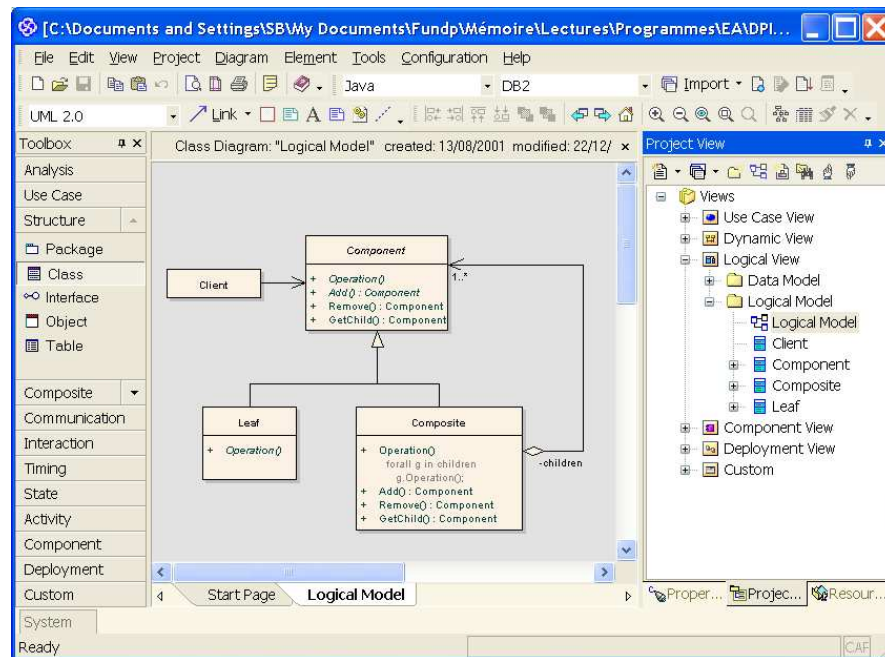 [C:\Documents and Settings\SB\My Documents\Fundp\Mémoire\Lectures\Programmes\EA\DPI...
File Edit View Project Diagram Element Tools Configuration Help
Java DB2 Import
UML 2.0 Link A
Toolbox
Analysis
Use Case
Structure
Package
Class
Interface
Object
Table
Composite
Communication
Interaction
Timing
State
Activity
Component
Deployment
Custom
Class Diagram: "Logical Model" created: 13/08/2001 modified: 22/12/
Component
+ Operation()
+ Add() : Component
+ Remove() : Component
+ GetChild() : Component
Client
1..*
Leaf
+ Operation()
Composite
+ Operation()
forall g in children
g.Operation();
+ Add() : Component
+ Remove() : Component
+ GetChild() : Component
-children
Start Page Logical Model
Project View
Views
Use Case View
Dynamic View
Logical View
Data Model
Logical Model
Logical Model
Client
Component
Composite
Leaf
Component View
Deployment View
Custom
Proper... Projec... Resour...
System
Ready CAF